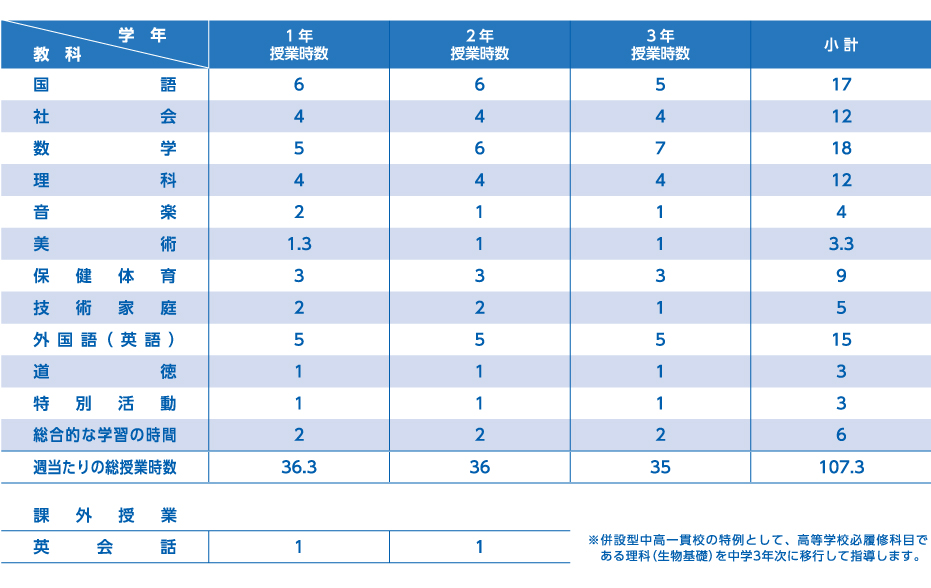 学年
教科
1年 授業時数
2年 授業時数
3年 授業時数
小計
国語 6 6 5 17
社会 4 4 4 12
数学 5 6 7 18
理科 4 4 4 12
音楽 2 1 1 4
美術 1.3 1 1 3.3
保健体育 3 3 3 9
技術家庭 2 2 1 5
外国語(英語) 5 5 5 15
道徳 1 1 1 3
特別活動 1 1 1 3
総合的な学習の時間 2 2 2 6
週当たりの総授業時数 36.3 36 35 107.3
課外授業
英会話 1 1
※併設型中高一貫校の特例として、高等学校必履修科目で
ある理科(生物基礎)を中学3年次に移行して指導します。